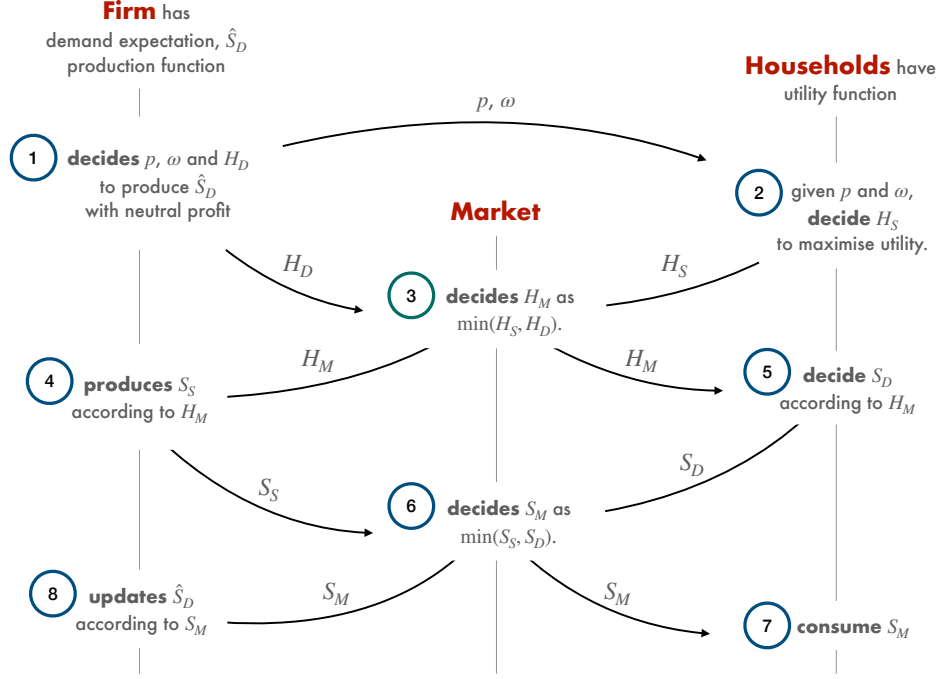 Firm has
demand expectation, Ŝ_D
production function
Households have
utility function
p, ω
1
decides p, ω and H_D
to produce Ŝ_D
with neutral profit
2
given p and ω,
decide H_S
to maximise utility.
Market
H_D
H_S
3
decides H_M as
min(H_S, H_D).
H_M
H_M
4
produces S_S
according to H_M
5
decide S_D
according to H_M
S_S
S_D
6
decides S_M as
min(S_S, S_D).
8
updates Ŝ_D
according to S_M
S_M
S_M
7
consume S_M